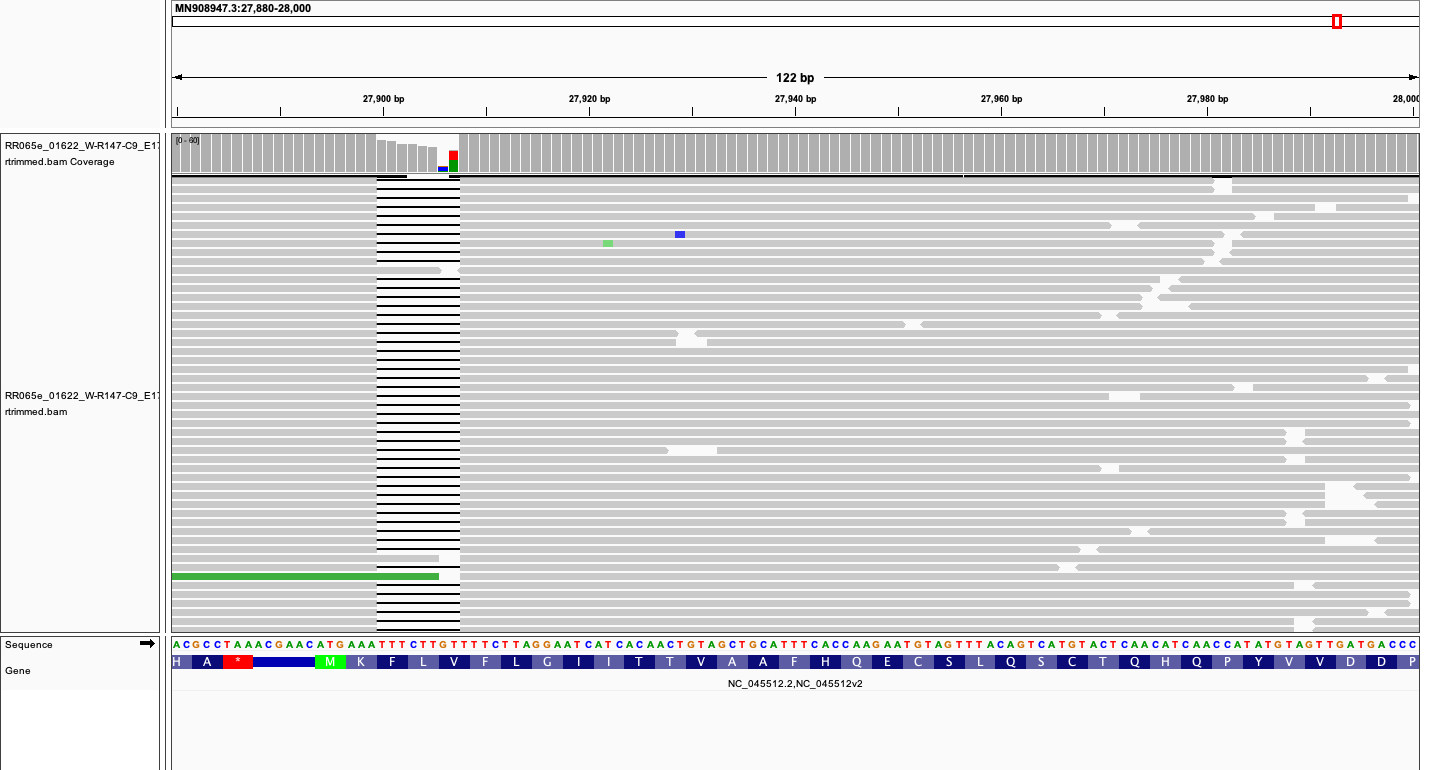 MN908947.3:27,880-28,000
122 bp
27,900 bp 27,920 bp 27,940 bp 27,960 bp 27,980 bp 28,000
RR065e_01622_W-R147-C9_E17
rtrimmed.bam Coverage
[0 - 60]
RR065e_01622_W-R147-C9_E17
rtrimmed.bam
Sequence
ACGCCTAAACGAACATGAAATTTCTTGTTTTCTTAGGAATCATCACAACTGTAGCTGCATTTCACCAAGAATGTAGTTTACAGTCATGTACTCAACATCAACCATATGTAGTTGATGACCC
Gene
H A * M K F L V F L G I I T T V A A F H Q E C S L Q S C T Q H Q P Y V V D D P
NC_045512.2,NC_045512v2